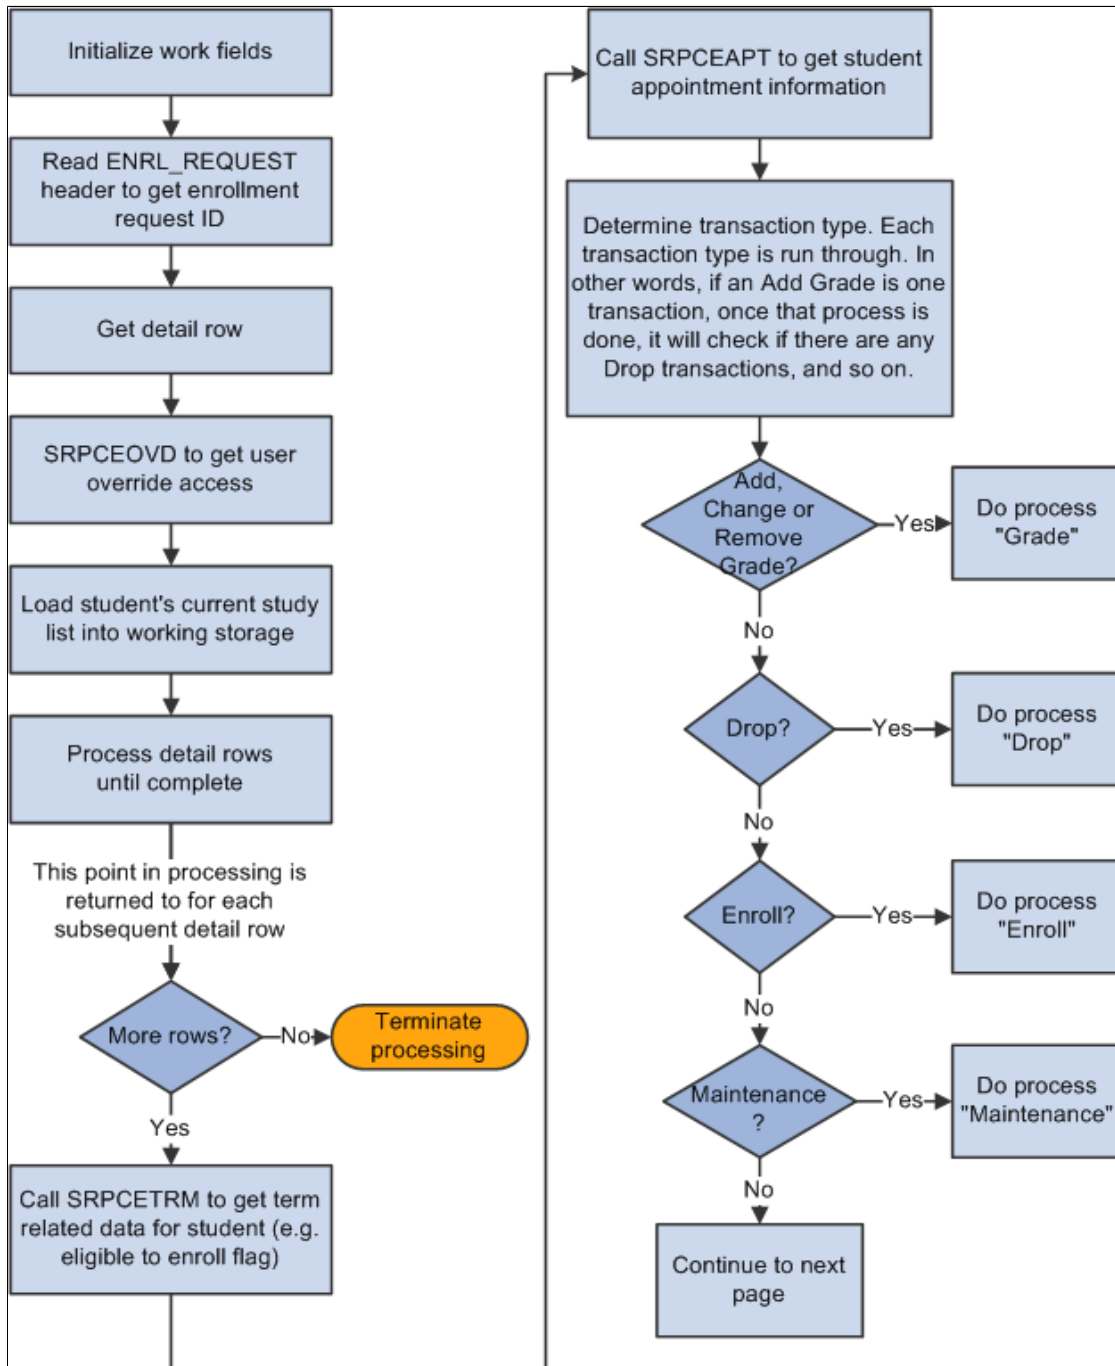 Initialize work fields
Read ENRL_REQUEST
header to get enrollment
request ID
Get detail row
SRPCEOVD to get user
override access
Load student's current study
list into working storage
Process detail rows
until complete
This point in processing is
returned to for each
subsequent detail row
More rows?
No
Terminate
processing
Yes
Call SRPCETRM to get term
related data for student (e.g.
eligible to enroll flag)
Call SRPCEAPT to get student
appointment information
Determine transaction type. Each
transaction type is run through. In
other words, if an Add Grade is one
transaction, once that process is
done, it will check if there are any
Drop transactions, and so on.
Add,
Change or
Remove
Grade?
Yes
Do process
"Grade"
No
Drop?
Yes
Do process
"Drop"
No
Enroll?
Yes
Do process
"Enroll"
No
Maintenance
?
Yes
Do process
"Maintenance"
No
Continue to next
page